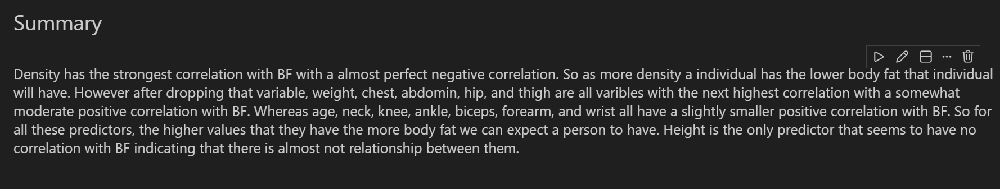 Summary
Density has the strongest correlation with BF with a almost perfect negative correlation. So as more density a individual has the lower body fat that individual
will have. However after dropping that variable, weight, chest, abdomin, hip, and thigh are all varibles with the next highest correlation with a somewhat
moderate positive correlation with BF. Whereas age, neck, knee, ankle, biceps, forearm, and wrist all have a slightly smaller positive correlation with BF. So for
all these predictors, the higher values that they have the more body fat we can expect a person to have. Height is the only predictor that seems to have no
correlation with BF indicating that there is almost not relationship between them.